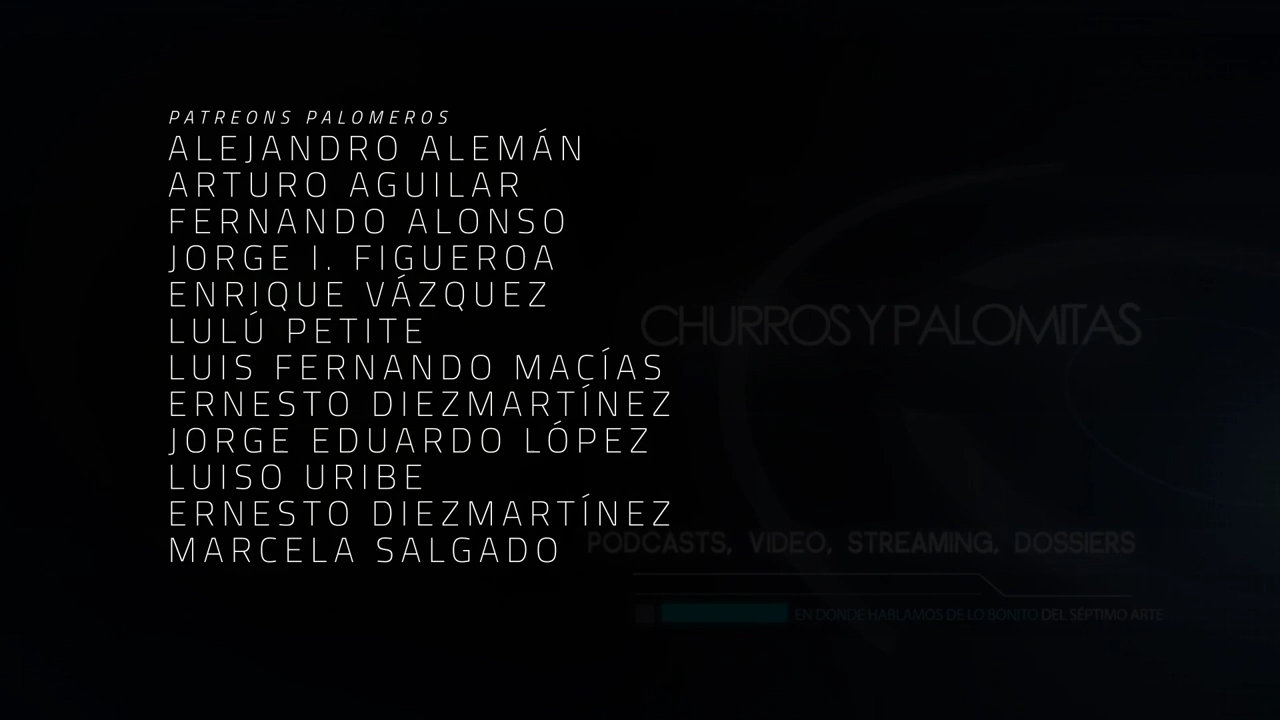 PATREONS PALOMEROS
ALEJANDRO ALEMÁN
ARTURO AGUILAR
FERNANDO ALONSO
JORGE I. FIGUEROA
ENRIQUE VÁZQUEZ
LULÚ PETITE
LUIS FERNANDO MACÍAS
ERNESTO DIEZMARTÍNEZ
JORGE EDUARDO LÓPEZ
LUISO URIBE
ERNESTO DIEZMARTÍNEZ
MARCELA SALGADO
CHURROS Y PALOMITAS
PODCASTS, VIDEO, STREAMING, DOSSIERS
EN DONDE HABLAMOS DE LO BONITO DEL SÉPTIMO ARTE